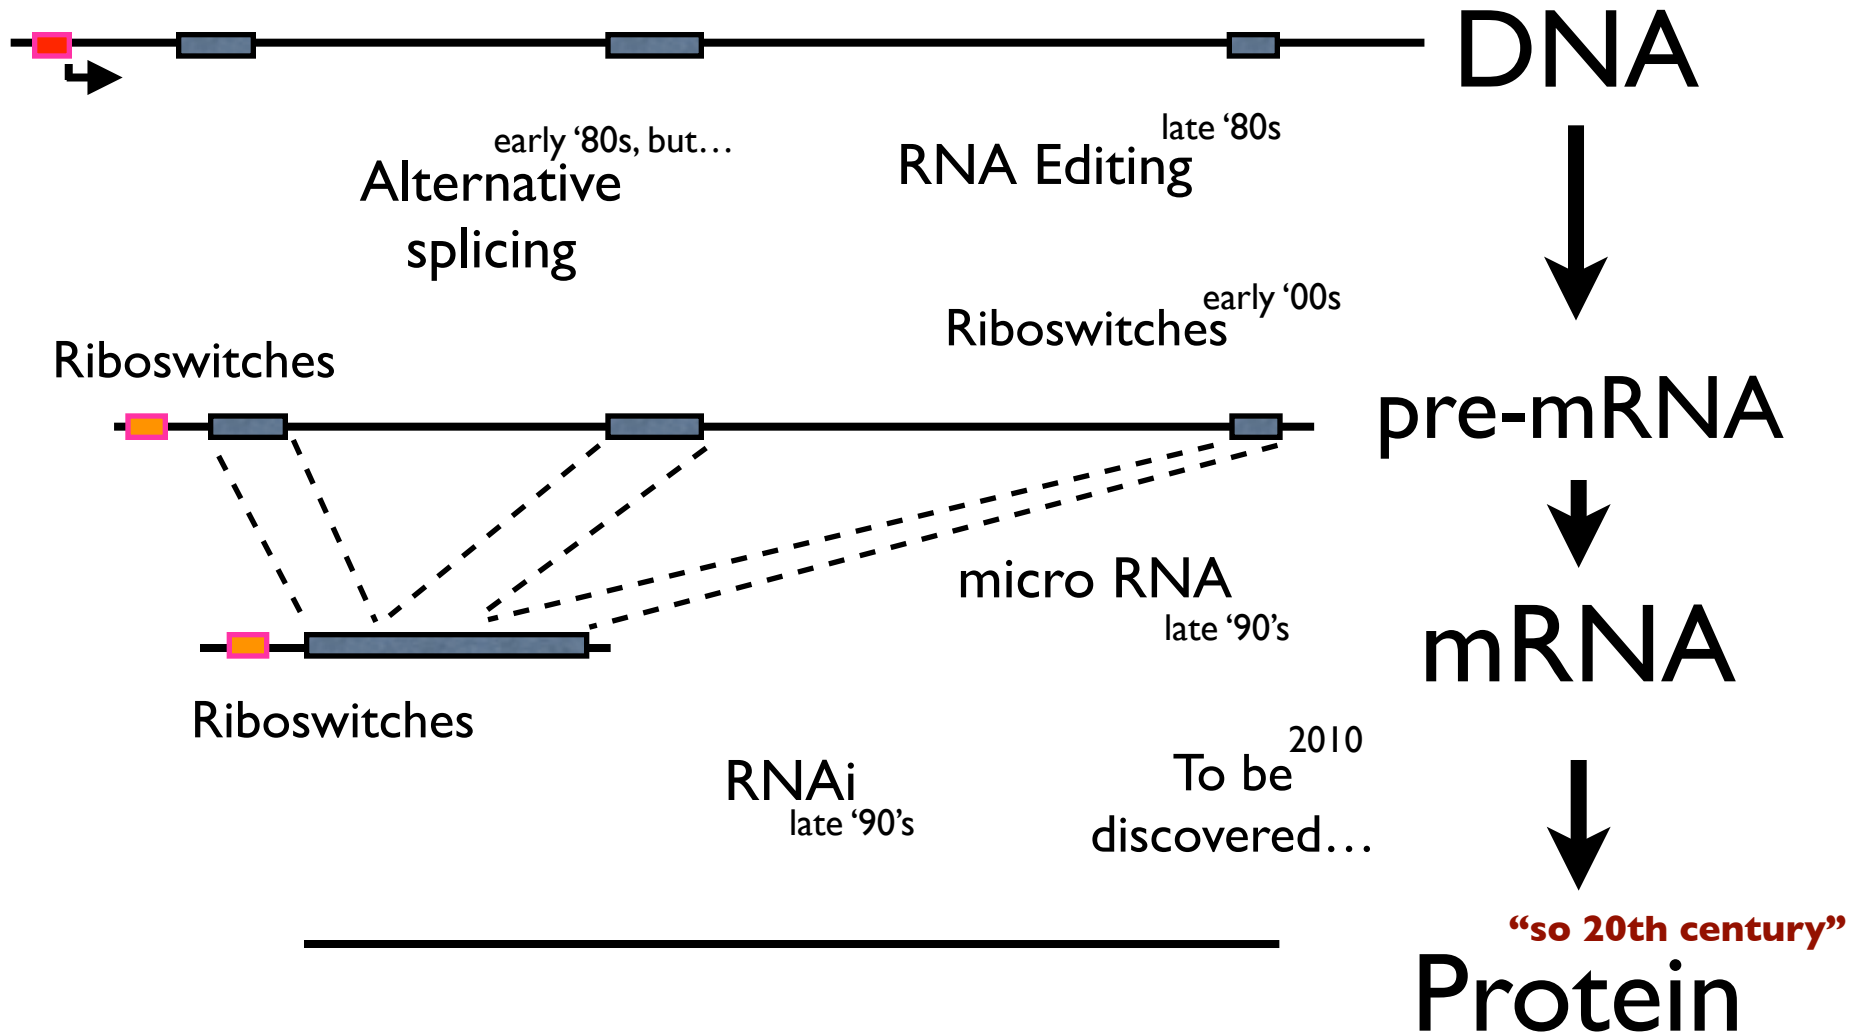 DNA
early ‘80s, but…
late ‘80s
Alternative
splicing
RNA Editing
early ‘00s
Riboswitches
Riboswitches
pre-mRNA
micro RNA
late ‘90’s
mRNA
Riboswitches
2010
RNAi
late ‘90’s
To be
discovered…
“so 20th century”
Protein